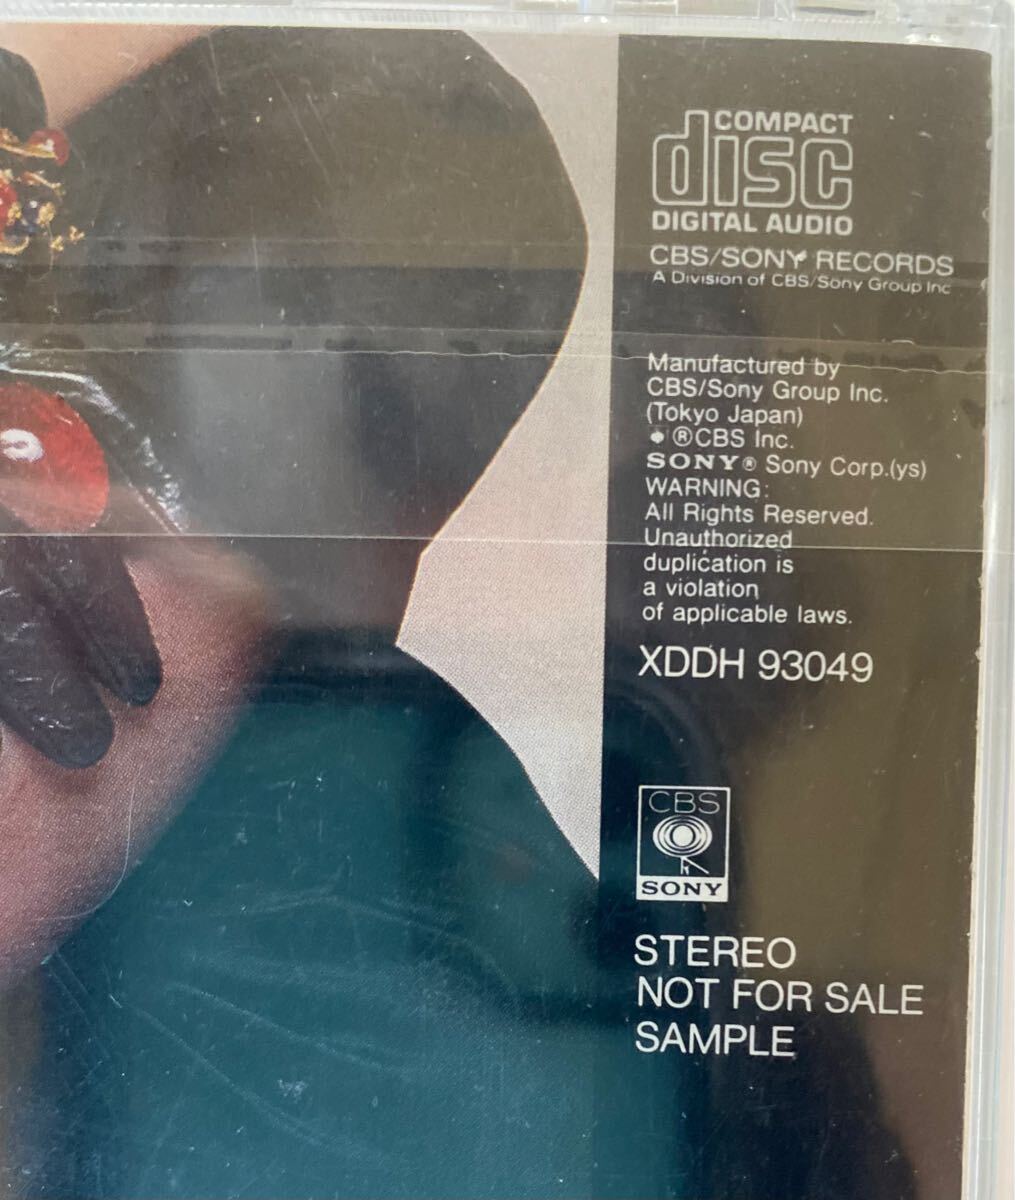 COMPACT
disc
DIGITAL AUDIO
CBS/SONY RECORDS
A Division of CBS/Sony Group Inc
Manufactured by
CBS/Sony Group Inc.
(Tokyo Japan)
®CBS Inc.
SONY® Sony Corp.(ys)
WARNING:
All Rights Reserved.
Unauthorized
duplication is
a violation
of applicable laws.
XDDH 93049
CBS
SONY
STEREO
NOT FOR SALE
SAMPLE